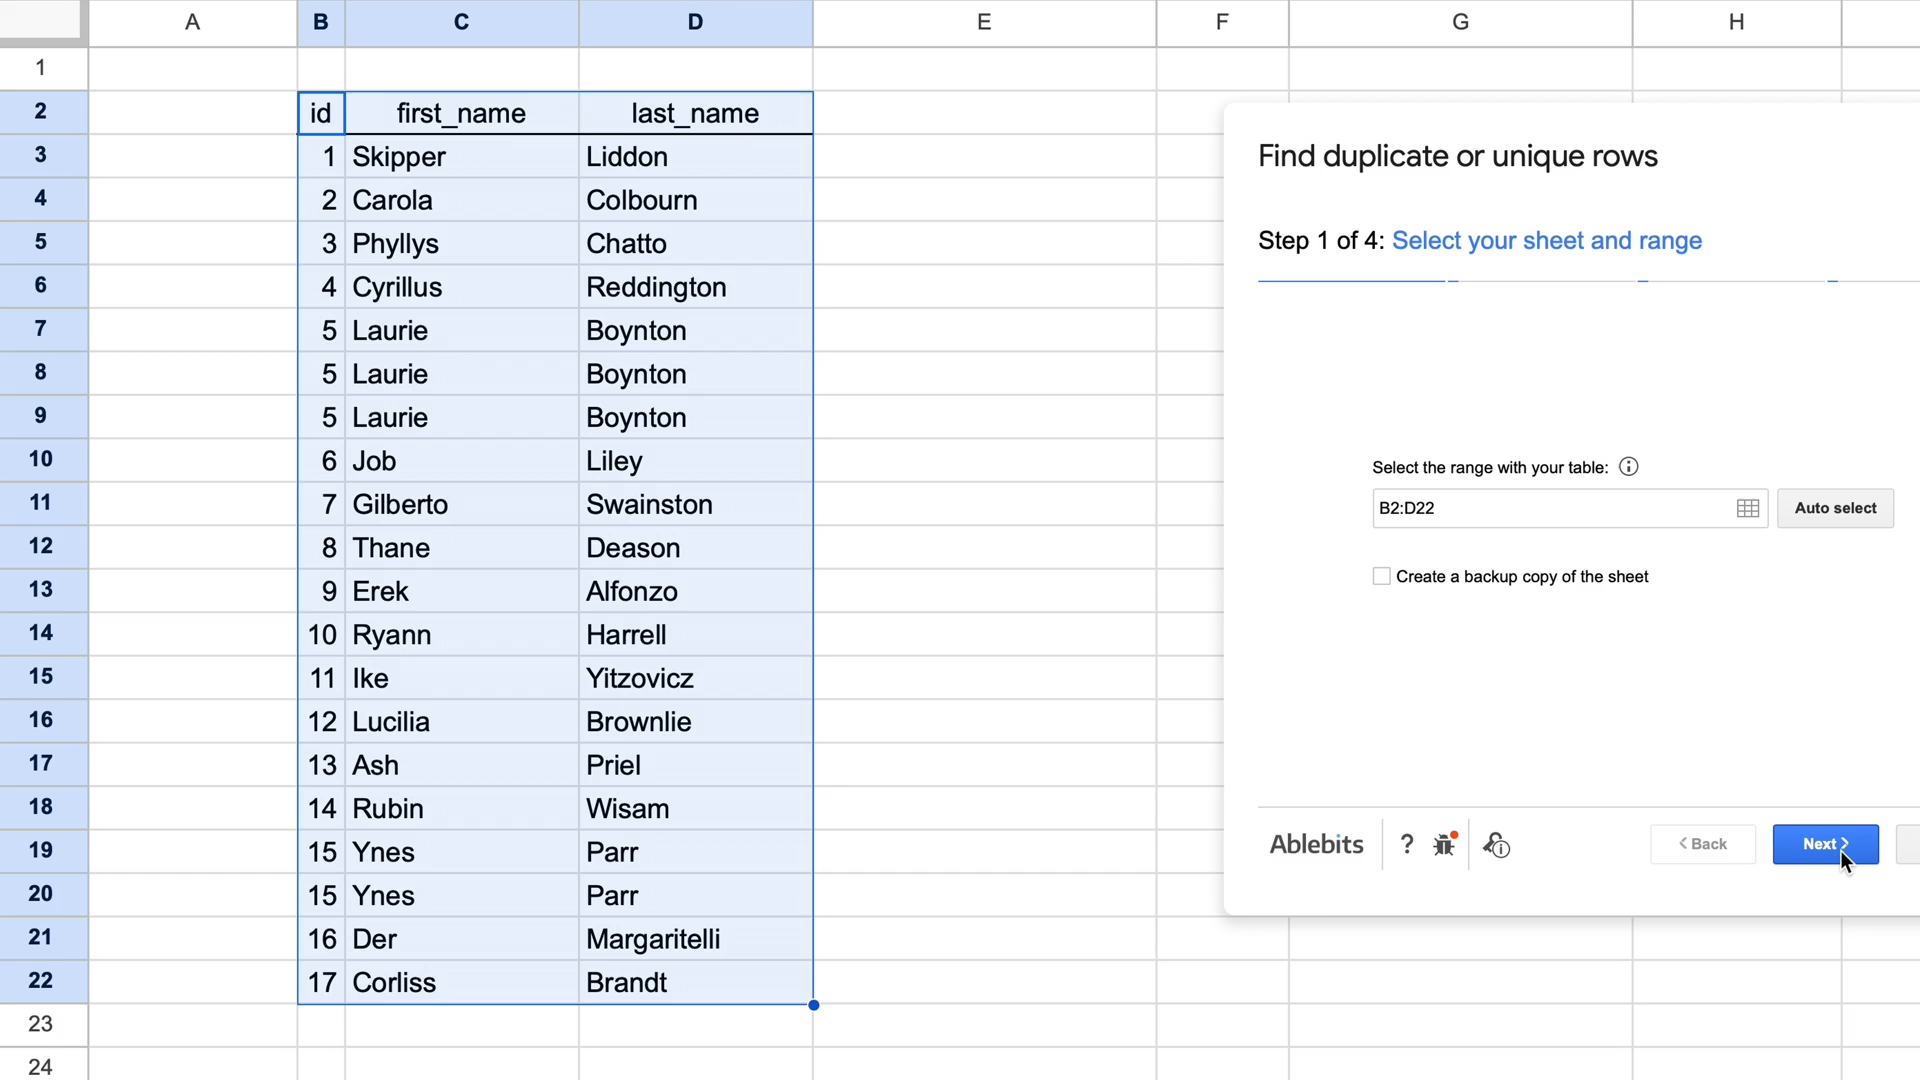 A B C D E F G H
1
2 id first_name last_name
3 1 Skipper Liddon
4 2 Carola Colbourn
5 3 Phyllys Chatto
6 4 Cyrillus Reddington
7 5 Laurie Boynton
8 5 Laurie Boynton
9 5 Laurie Boynton
10 6 Job Liley
11 7 Gilberto Swainston
12 8 Thane Deason
13 9 Erek Alfonzo
14 10 Ryann Harrell
15 11 Ike Yitzovicz
16 12 Lucilia Brownlie
17 13 Ash Priel
18 14 Rubin Wisam
19 15 Ynes Parr
20 15 Ynes Parr
21 16 Der Margaritelli
22 17 Corliss Brandt
23
24
Find duplicate or unique rows
Step 1 of 4: Select your sheet and range
Select the range with your table:
B2:D22 Auto select
Create a backup copy of the sheet
Ablebits ? < Back Next >